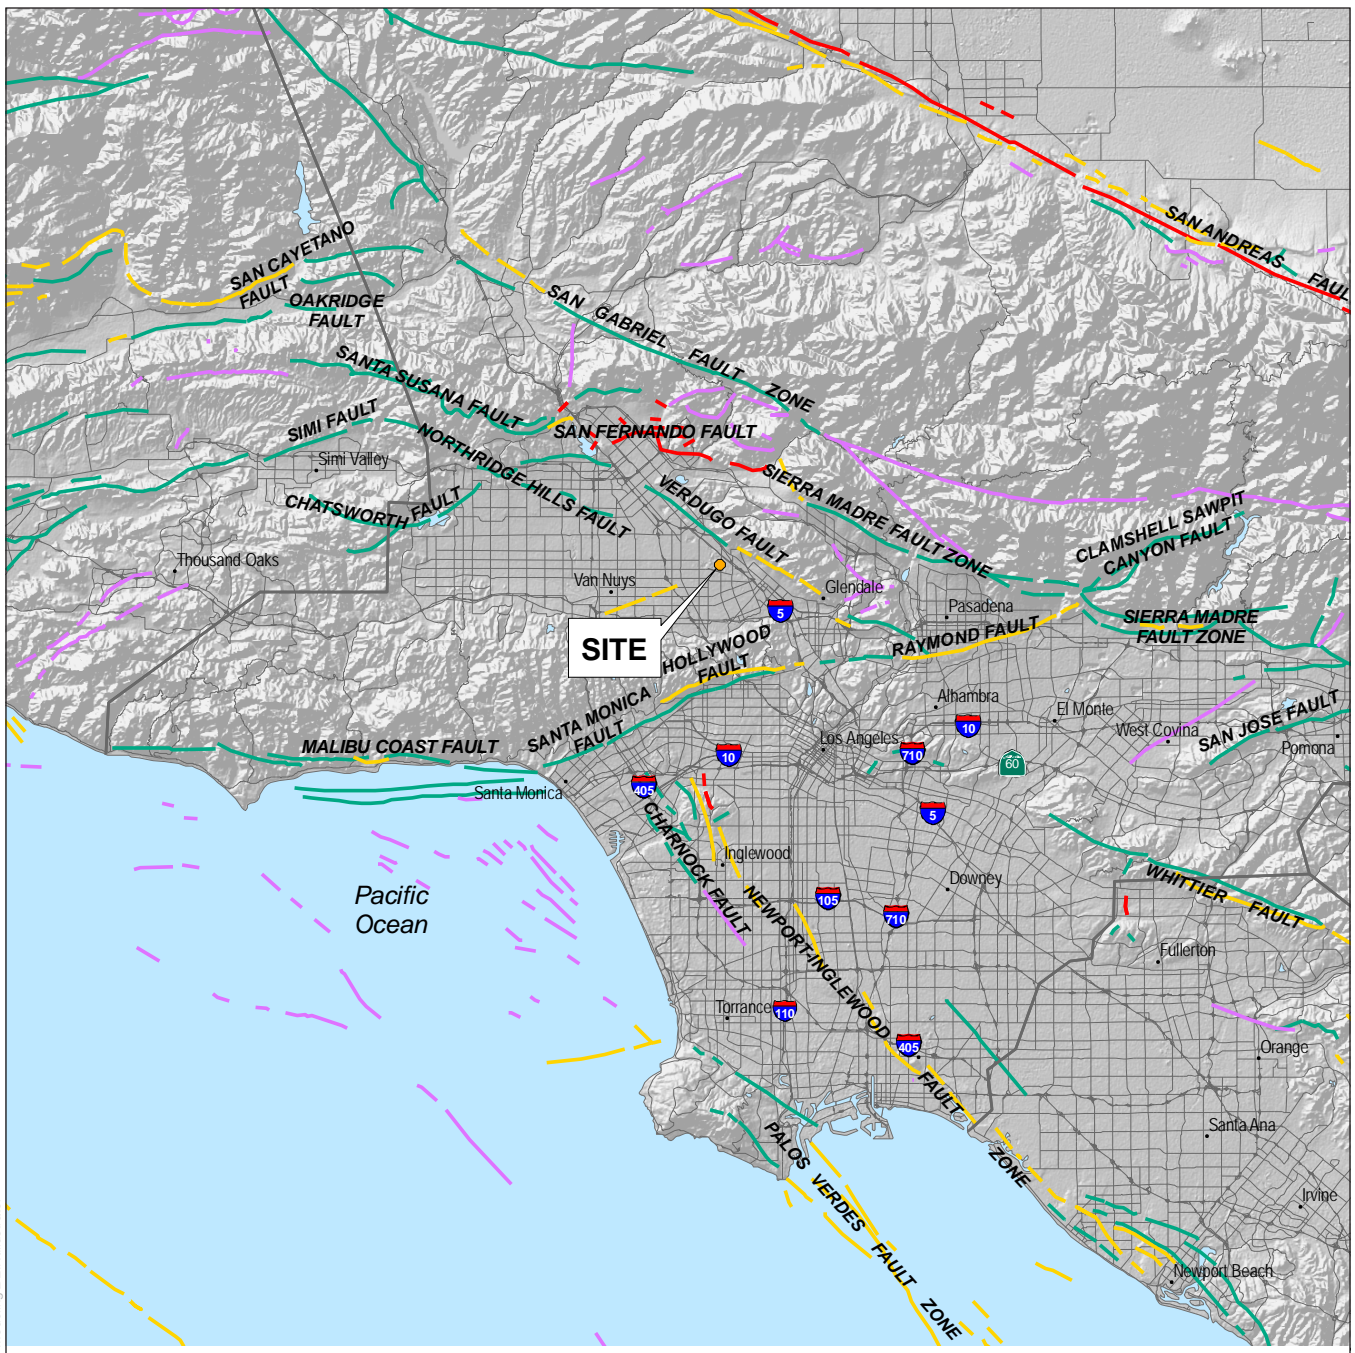 SAN ANDREAS
FAUL
SAN CAYETANO
FAULT
OAKRIDGE
FAULT
SAN GABRIEL FAULT ZONE
SANTA SUSANA FAULT
SIMI FAULT
SAN FERNANDO FAULT
NORTHRIDGE HILLS FAULT
Simi Valley
CHATSWORTH FAULT
VERDUGO FAULT
SIERRA MADRE FAULT ZONE
CLAMSHELL SAWPIT
CANYON FAULT
Thousand Oaks
Van Nuys
Glendale
Pasadena
5
SIERRA MADRE
FAULT ZONE
RAYMOND FAULT
SITE
HOLLYWOOD
FAULT
SANTA MONICA
FAULT
Alhambra
El Monte
West Covina
SAN JOSE FAULT
Pomona
MALIBU COAST FAULT
Los Angeles
10
710
10
60
Santa Monica
405
5
CHARNOCK FAULT
Inglewood
Downey
WHITTIER FAULT
Pacific
Ocean
105
710
NEWPORT-INGLEWOOD FAULT ZONE
Fullerton
Torrance
110
405
Orange
Santa Ana
PALOS VERDES FAULT ZONE
Irvine
Newport Beach